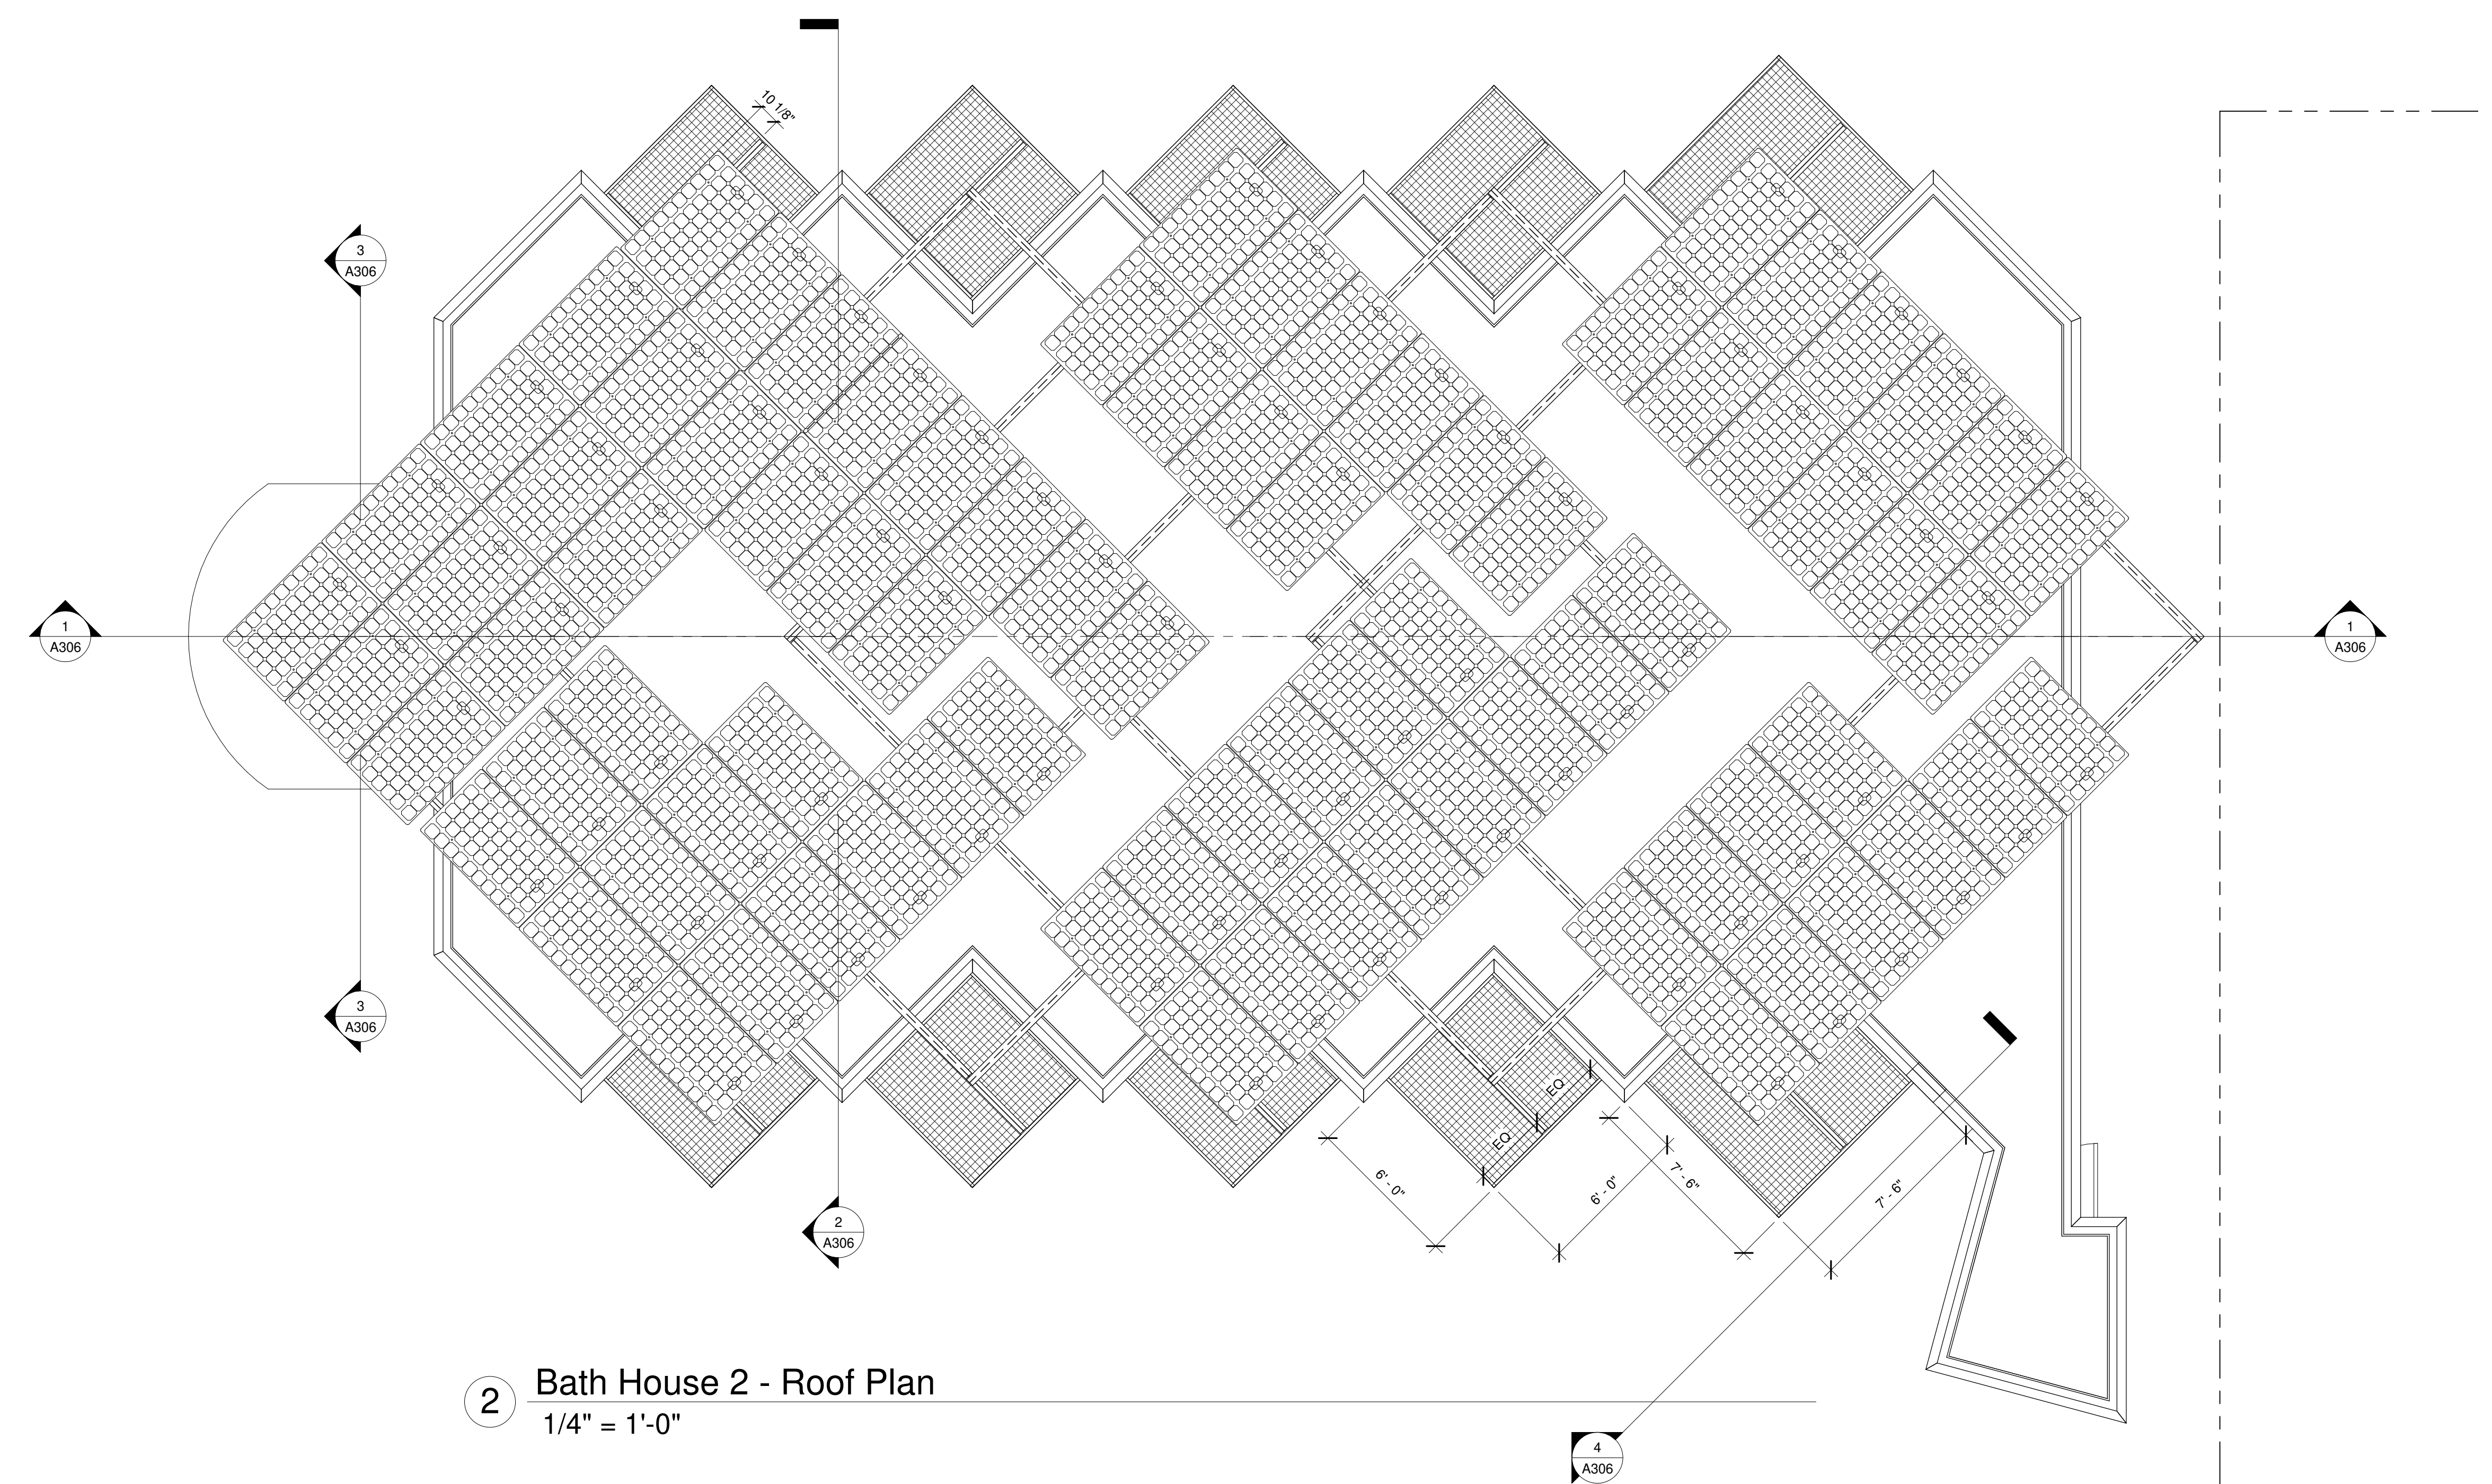 10 1/8"
3
A306
1
A306
1
A306
3
A306
EQ
EQ
6' - 0"
6' - 0"
7' - 6"
7' - 6"
2
A306
2
Bath House 2 - Roof Plan
1/4" = 1'-0"
4
A306